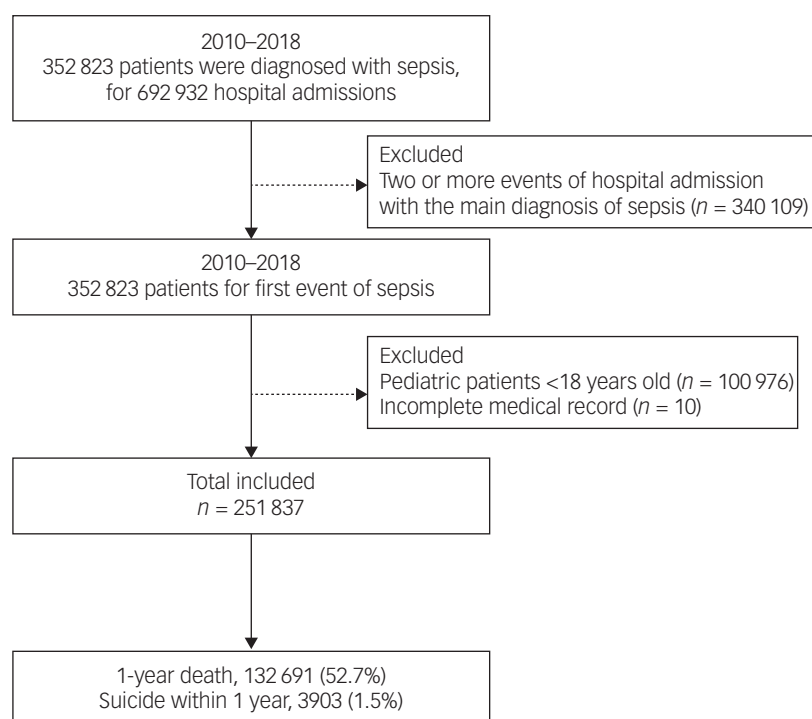 2010–2018
352 823 patients were diagnosed with sepsis,
for 692 932 hospital admissions
Excluded
Two or more events of hospital admission
with the main diagnosis of sepsis (n = 340 109)
2010–2018
352 823 patients for first event of sepsis
Excluded
Pediatric patients <18 years old (n = 100 976)
Incomplete medical record (n = 10)
Total included
n = 251 837
1-year death, 132 691 (52.7%)
Suicide within 1 year, 3903 (1.5%)